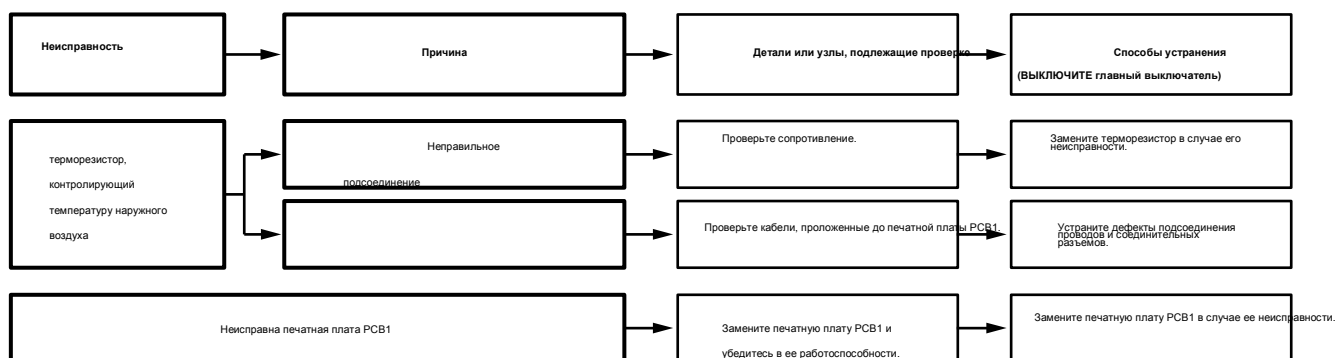 Неисправность
Причина
Детали или узлы, подлежащие проверке
Способы устранения
(ВЫКЛЮЧИТЕ главный выключатель)
терморезистор,
контролирующий
температуру наружного
воздуха
Неправильное
подсоединение
Проверьте сопротивление.
Замените терморезистор в случае его
неисправности.
Проверьте кабели, проложенные до печатной платы PCB1.
Устраните дефекты подсоединения
проводов и соединительных
разъемов.
Неисправна печатная плата PCB1
Замените печатную плату PCB1 и
убедитесь в ее работоспособности.
Замените печатную плату PCB1 в случае ее неисправности.